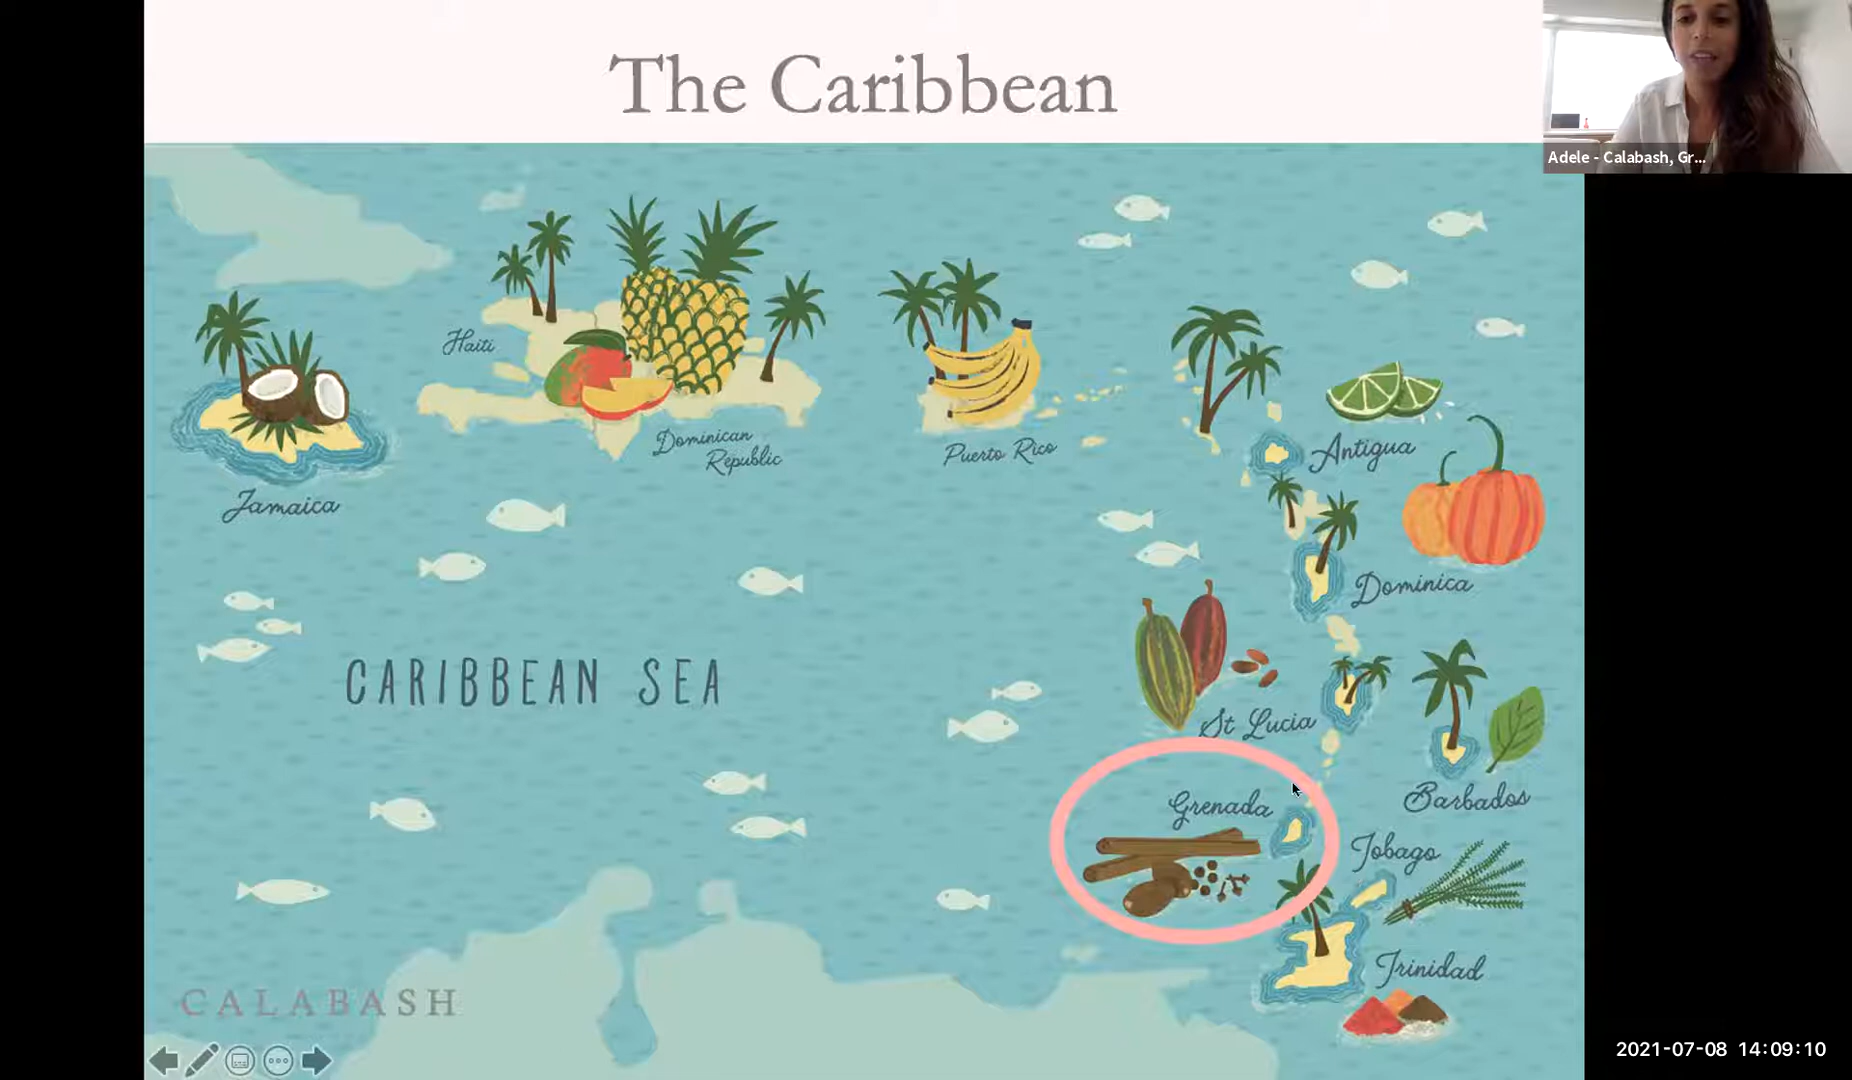 The Caribbean
Adele - Calabash, Gr...
Haiti
Dominican
Republic
Puerto Rico
Antigua
Jamaica
Dominica
CARIBBEAN SEA
St Lucia
Grenada
Barbados
Tobago
Trinidad
CALABASH
2021-07-08 14:09:10